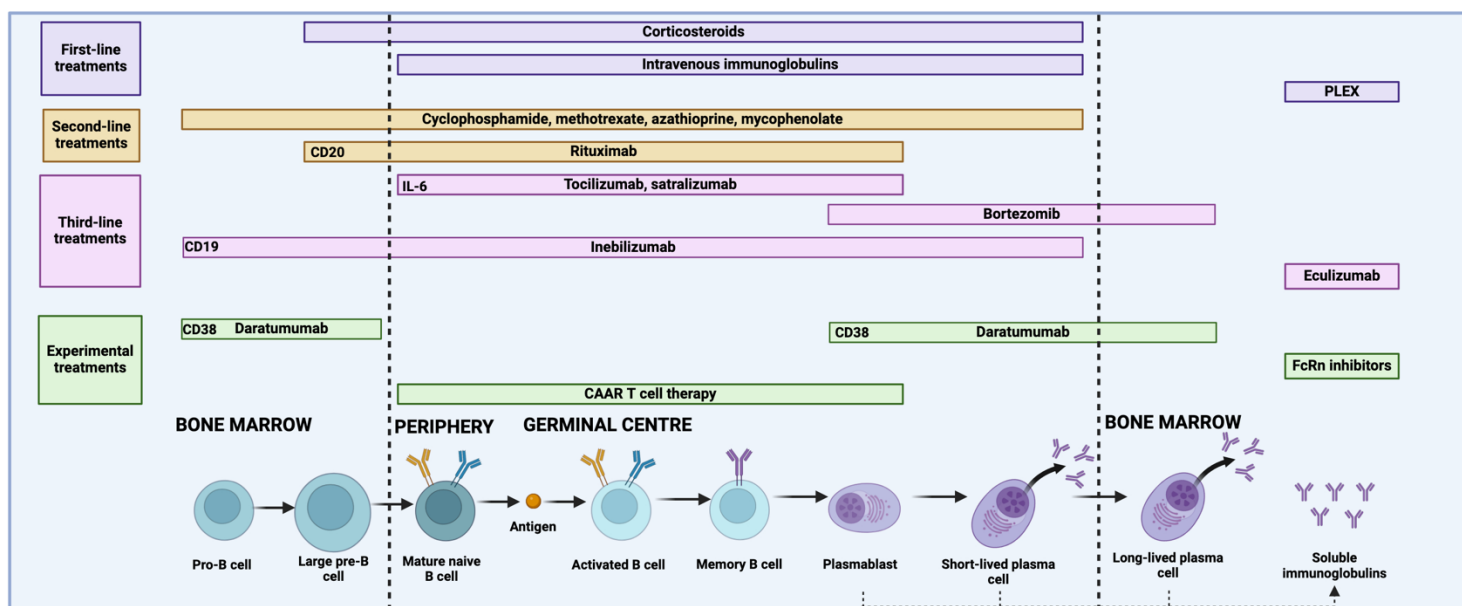 First-line
treatments
Corticosteroids
Intravenous immunoglobulins
PLEX
Second-line
treatments
Cyclophosphamide, methotrexate, azathioprine, mycophenolate
CD20 Rituximab
Third-line
treatments
IL-6 Tocilizumab, satralizumab
Bortezomib
CD19 Inebilizumab
Eculizumab
Experimental
treatments
CD38 Daratumumab
CD38 Daratumumab
FcRn inhibitors
CAAR T cell therapy
BONE MARROW
PERIPHERY
GERMINAL CENTRE
BONE MARROW
Pro-B cell
Large pre-B
cell
Mature naive
B cell
Antigen
Activated B cell
Memory B cell
Plasmablast
Short-lived plasma
cell
Long-lived plasma
cell
Soluble
immunoglobulins